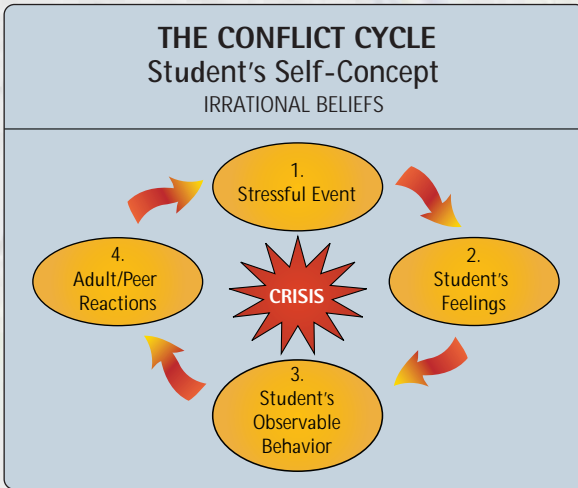 THE CONFLICT CYCLE
Student's Self-Concept
IRRATIONAL BELIEFS
1.
Stressful Event
2.
Student's
Feelings
3.
Student's
Observable
Behavior
4.
Adult/Peer
Reactions
CRISIS